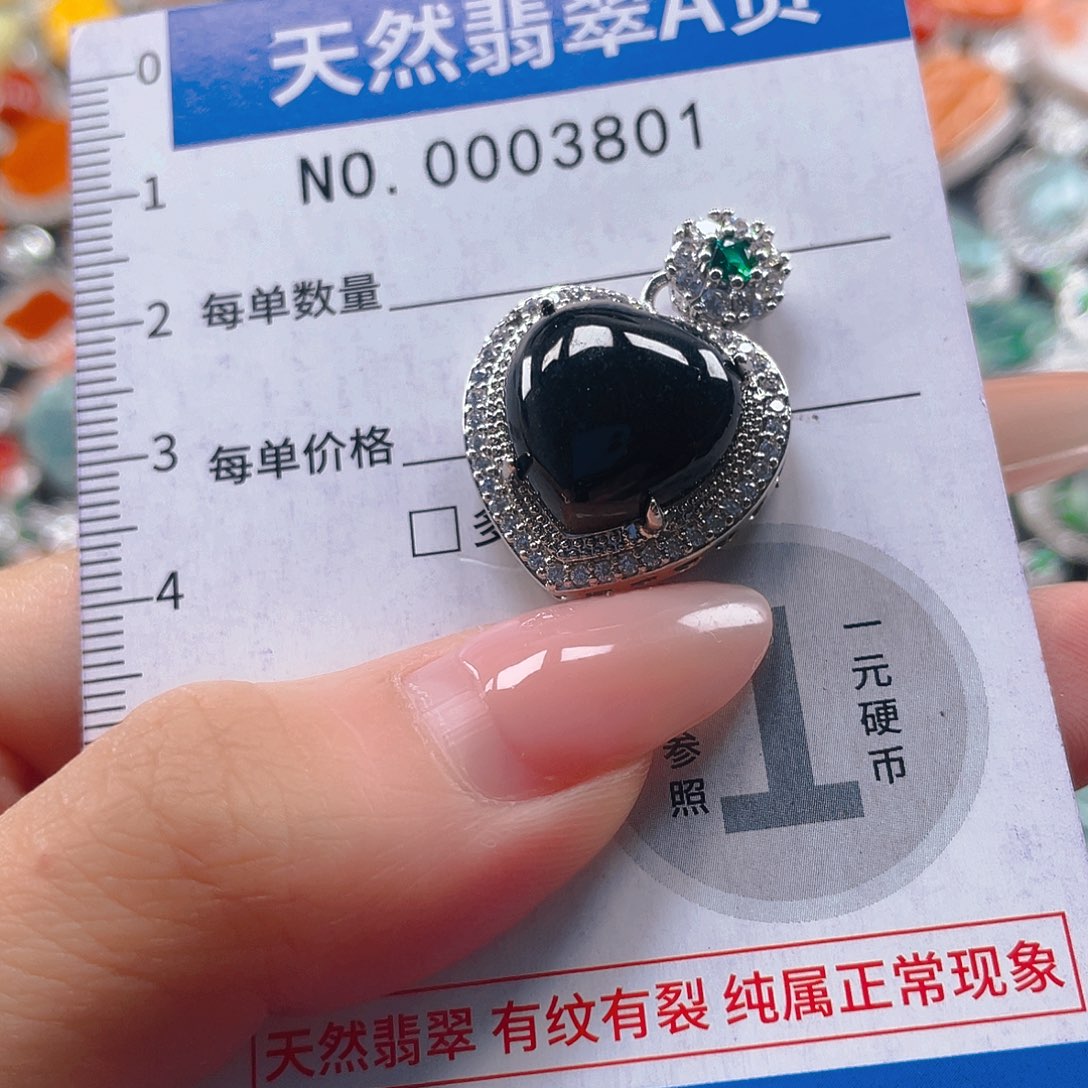 0
天然翡翠A货
1
NO.0003801
2
每单数量
3
每单价格
□
4
1
一元硬币
参照
天然翡翠 有纹有裂 纯属正常现象